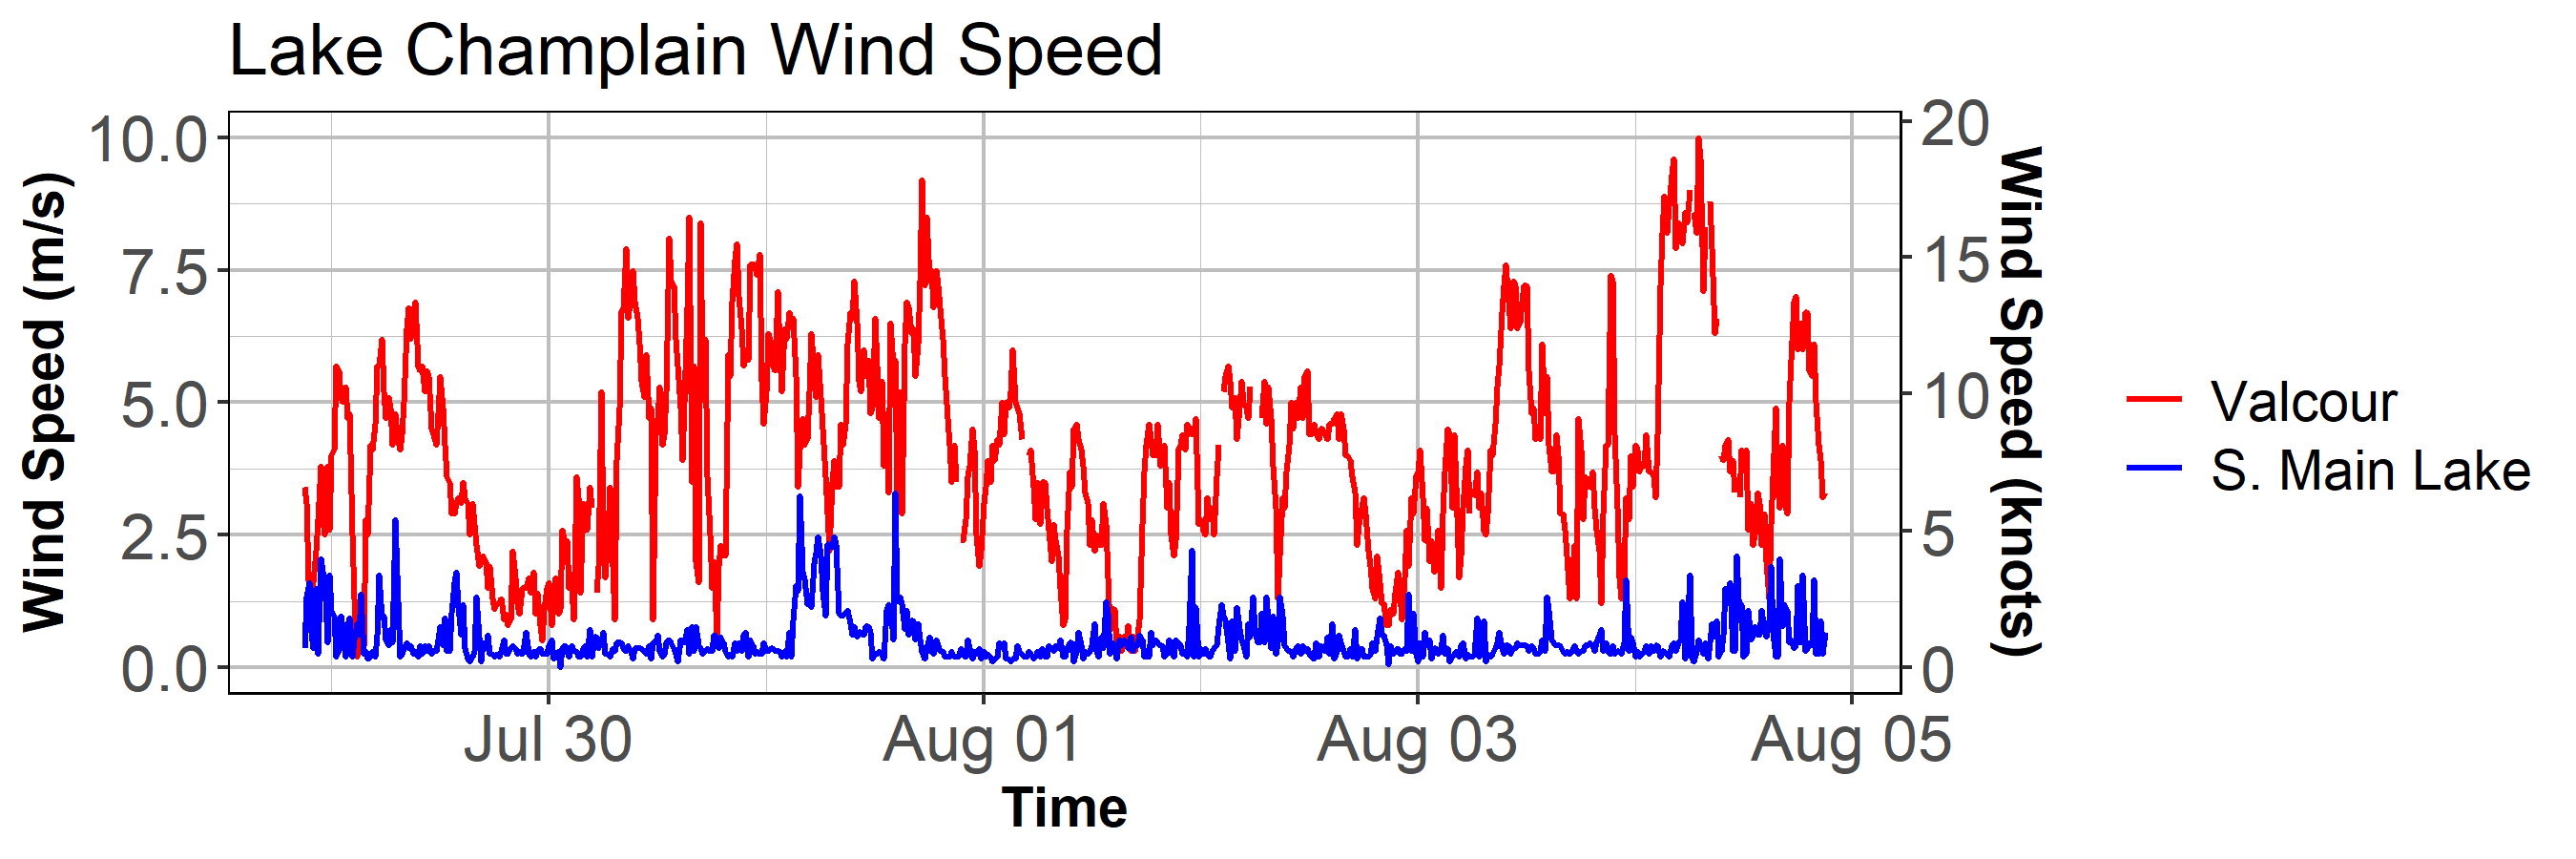 Lake Champlain Wind Speed
Wind Speed (m/s)
10.0
7.5
5.0
2.5
0.0
20
15
10
5
0
Wind Speed (knots)
Jul 30
Aug 01
Aug 03
Aug 05
Time
Valcour
S. Main Lake